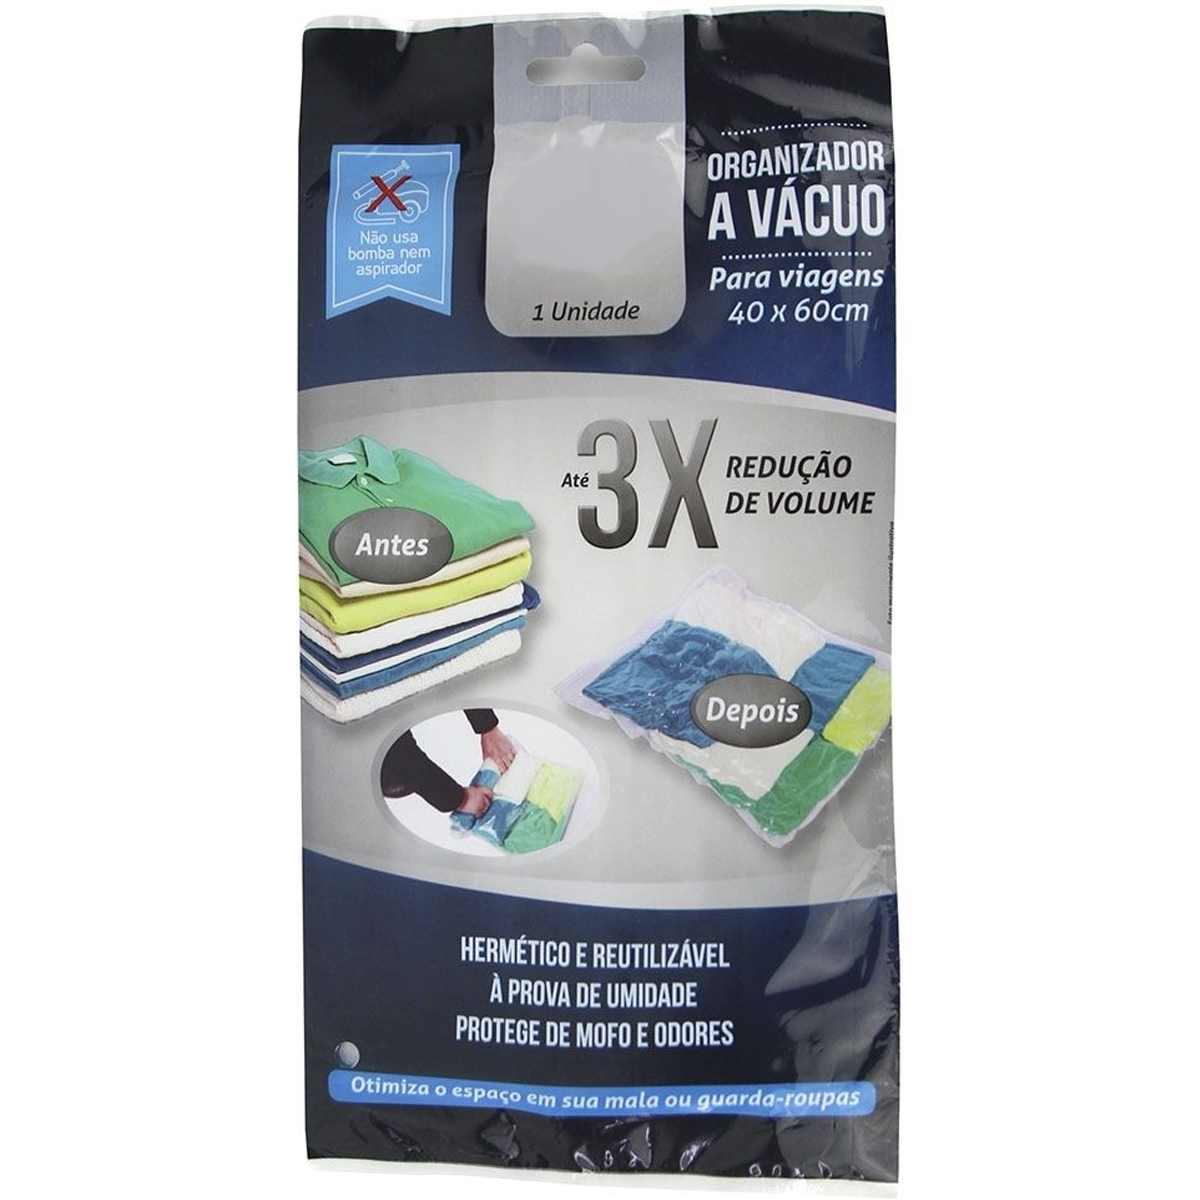 ORGANIZADOR
A VÁCUO
Para viagens
40 x 60cm
Não usa
bomba nem
aspirador
1 Unidade
Até 3X REDUÇÃO
DE VOLUME
Antes
Depois
HERMÉTICO E REUTILIZÁVEL
À PROVA DE UMIDADE
PROTEGE DE MOFO E ODORES
Otimiza o espaço em sua mala ou guarda-roupas